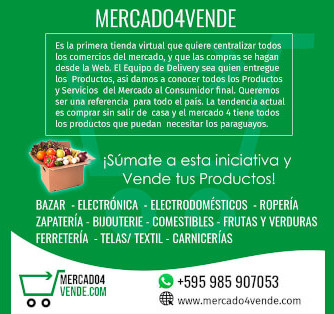 MERCADO4VENDE
Es la primera tienda virtual que quiere centralizar todos
los comercios del mercado, y que las compras se hagan
desde la Web. El Equipo de Delivery sea quien entregue
los Productos, asi damos a conocer todos los Productos
y Servicios del Mercado al Consumidor final. Queremos
ser una referencia para todo el país. La tendencia actual
es comprar sin salir de casa y el mercado 4 tiene todo
los productos que puedan necesitar los paraguayos.
¡Súmate a esta iniciativa y
Vende tus Productos!
BAZAR - ELECTRÓNICA - ELECTRODOMÉSTICOS - ROPERÍA
ZAPATERÍA - BIJOUTERIE - COMESTIBLES - FRUTAS Y VERDURAS
FERRETERÍA - TELAS/ TEXTIL - CARNICERÍAS
MERCADO4
VENDE.COM
+595 985 907053
www.mercado4vende.com